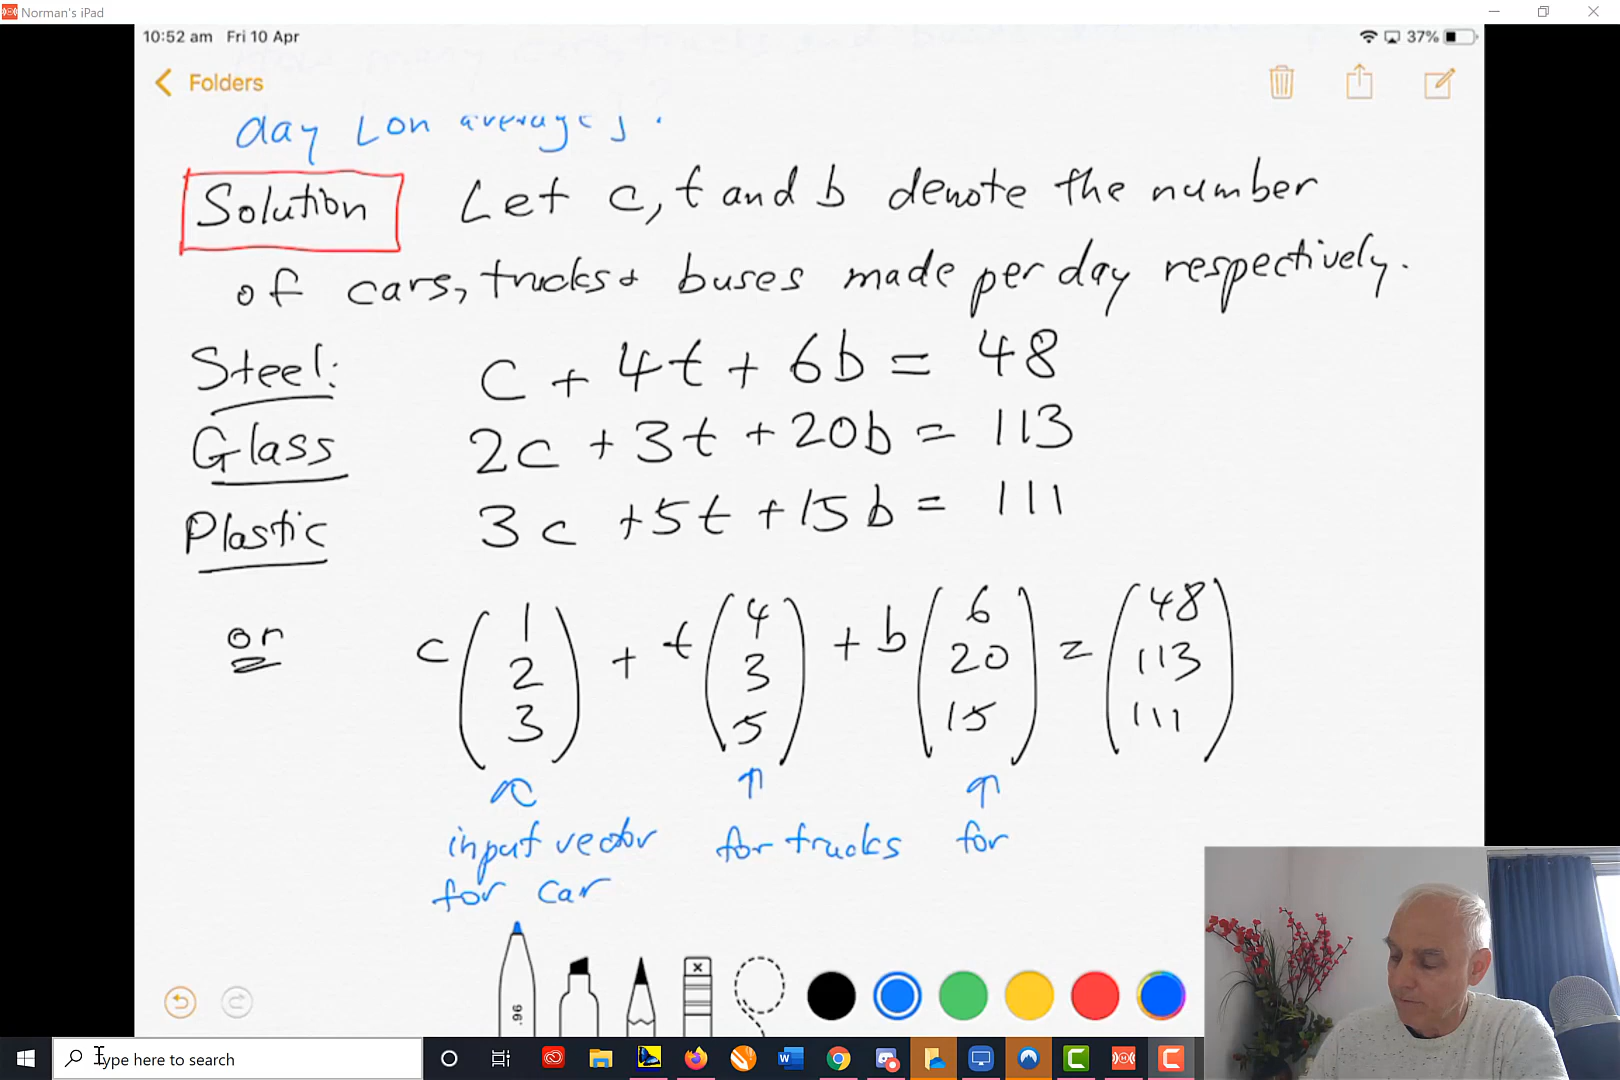 Norman's iPad
10:52 am Fri 10 Apr
37%
Folders
day [on average].
Solution Let c, t and b denote the number
of cars, trucks + buses made per day respectively.
Steel: c + 4t + 6b = 48
Glass 2c + 3t + 20b = 113
Plastic 3c + 5t + 15b = 111
or c (1 2 3) + t (4 3 5) + b (6 20 15) = (48 113 111)
↑ ↑ ↑
input vector for trucks for
for car
x
.96
Type here to search